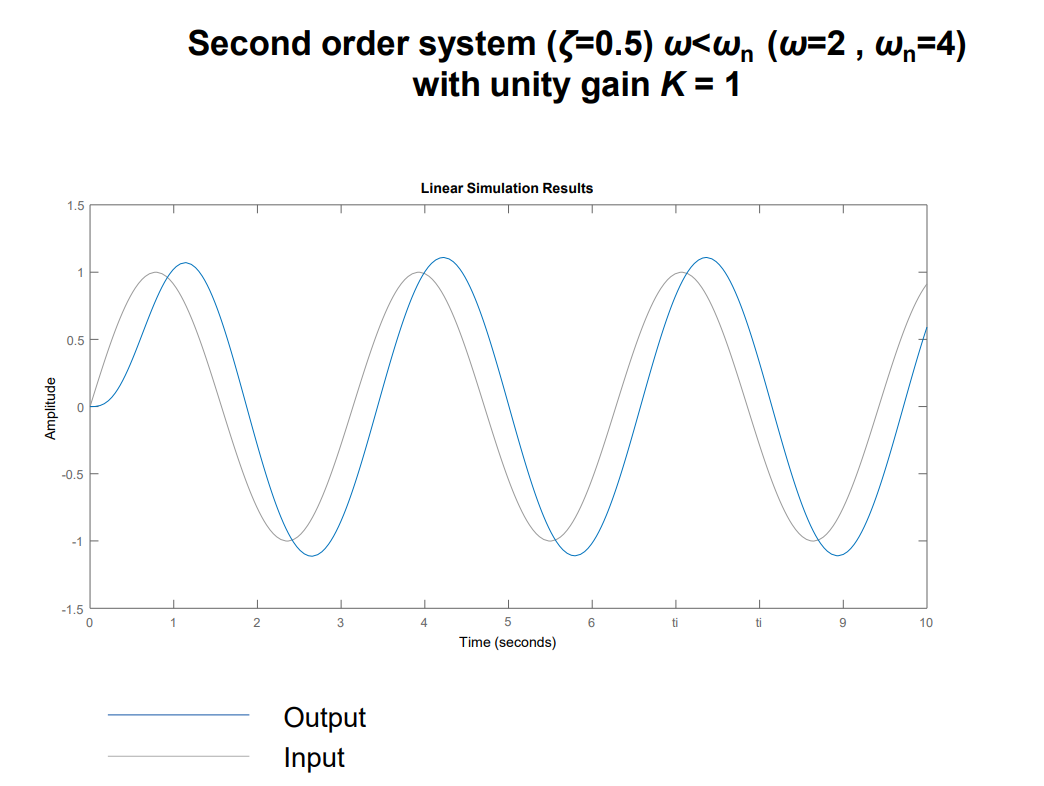 Second order system (ζ=0.5) ω<ωn (ω=2 , ωn=4)
with unity gain K = 1
Linear Simulation Results
1.5
1
0.5
0
-0.5
-1
-1.5
Amplitude
0 1 2 3 4 5 6 ti ti 9 10
Time (seconds)
Output
Input